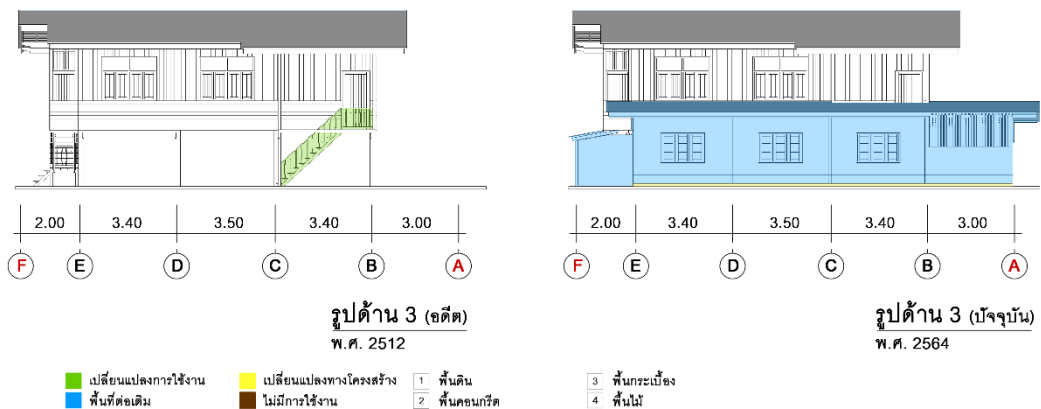 2.00 3.40 3.50 3.40 3.00
F E D C B A
รูปด้าน 3 (อดีต)
พ.ศ. 2512
2.00 3.40 3.50 3.40 3.00
F E D C B A
รูปด้าน 3 (ปัจจุบัน)
พ.ศ. 2564
เปลี่ยนแปลงการใช้งาน เปลี่ยนแปลงทางโครงสร้าง 1 พื้นดิน 3 พื้นกระเบื้อง
พื้นที่ต่อเติม ไม่มีการใช้งาน 2 พื้นคอนกรีต 4 พื้นไม้